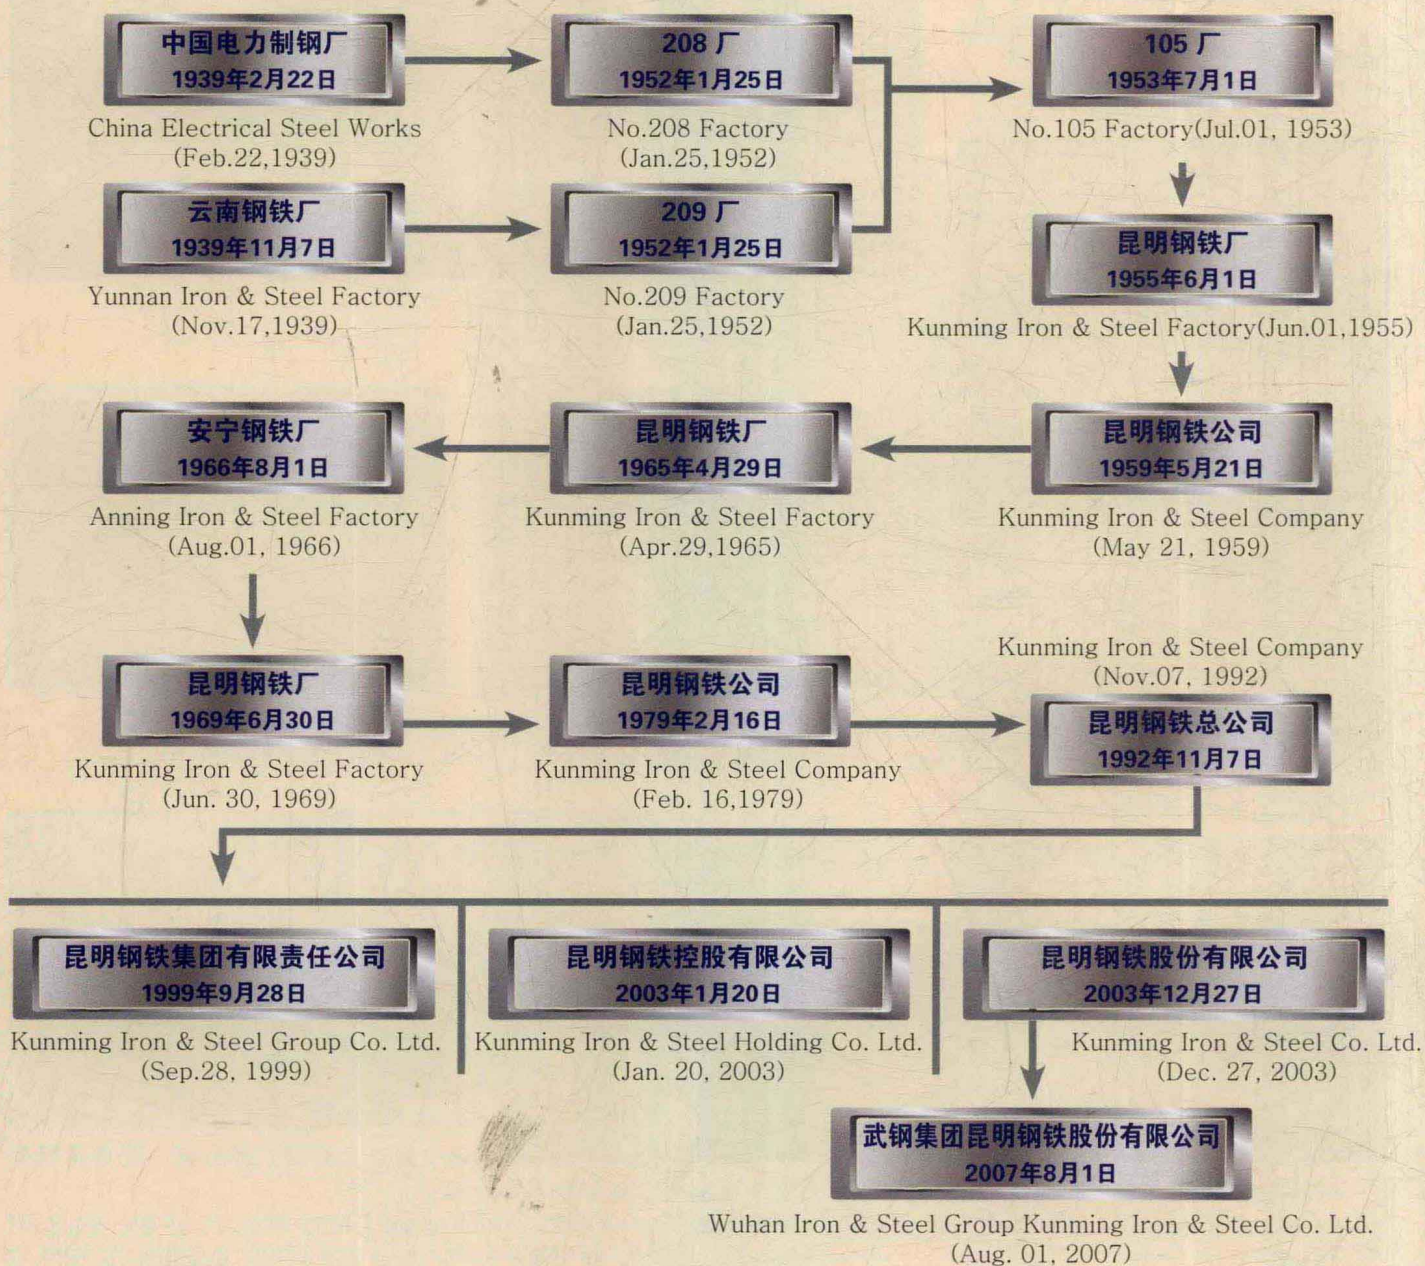 中国电力制钢厂
1939年2月22日
China Electrical Steel Works
(Feb.22,1939)
208 厂
1952年1月25日
No.208 Factory
(Jan.25,1952)
105 厂
1953年7月1日
No.105 Factory(Jul.01, 1953)
云南钢铁厂
1939年11月7日
Yunnan Iron & Steel Factory
(Nov.17,1939)
209 厂
1952年1月25日
No.209 Factory
(Jan.25,1952)
昆明钢铁厂
1955年6月1日
Kunming Iron & Steel Factory(Jun.01,1955)
安宁钢铁厂
1966年8月1日
Anning Iron & Steel Factory
(Aug.01, 1966)
昆明钢铁厂
1965年4月29日
Kunming Iron & Steel Factory
(Apr.29,1965)
昆明钢铁公司
1959年5月21日
Kunming Iron & Steel Company
(May 21, 1959)
昆明钢铁厂
1969年6月30日
Kunming Iron & Steel Factory
(Jun. 30, 1969)
昆明钢铁公司
1979年2月16日
Kunming Iron & Steel Company
(Feb. 16,1979)
Kunming Iron & Steel Company
(Nov.07, 1992)
昆明钢铁总公司
1992年11月7日
昆明钢铁集团有限责任公司
1999年9月28日
Kunming Iron & Steel Group Co. Ltd.
(Sep.28, 1999)
昆明钢铁控股有限公司
2003年1月20日
Kunming Iron & Steel Holding Co. Ltd.
(Jan. 20, 2003)
昆明钢铁股份有限公司
2003年12月27日
Kunming Iron & Steel Co. Ltd.
(Dec. 27, 2003)
武钢集团昆明钢铁股份有限公司
2007年8月1日
Wuhan Iron & Steel Group Kunming Iron & Steel Co. Ltd.
(Aug. 01, 2007)